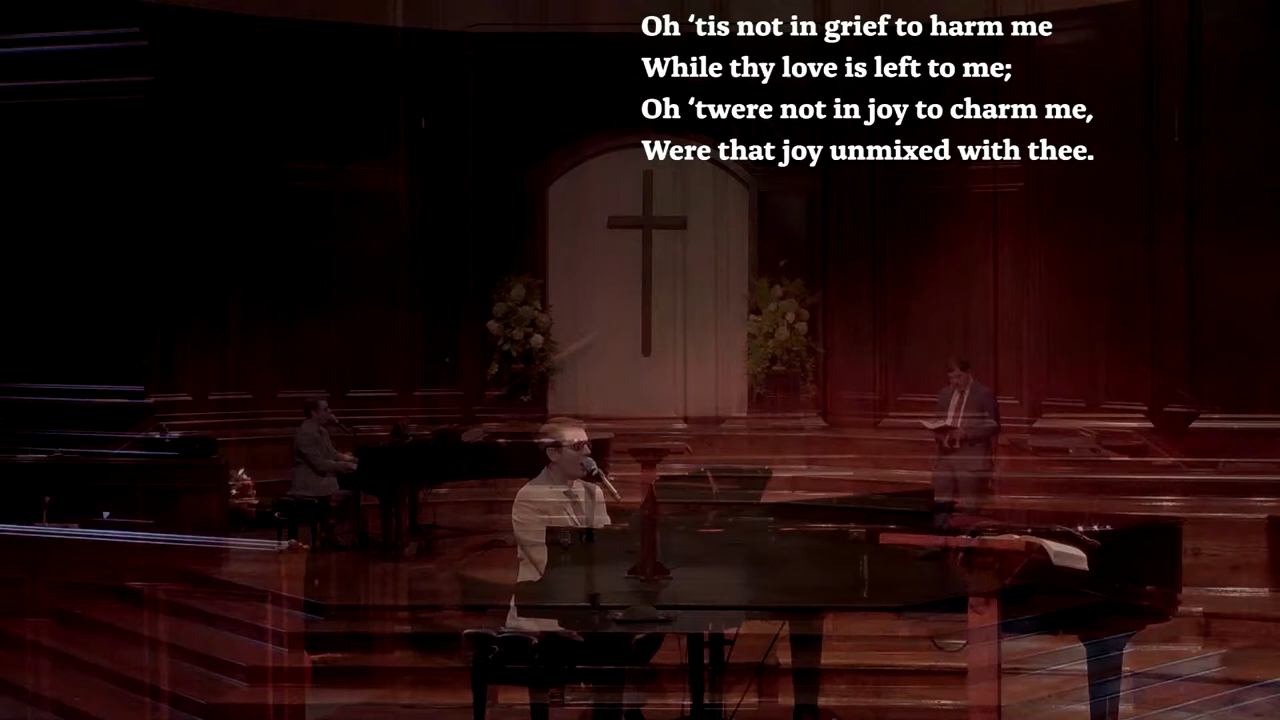 Oh ‘tis not in grief to harm me
While thy love is left to me;
Oh ‘twere not in joy to charm me,
Were that joy unmixed with thee.